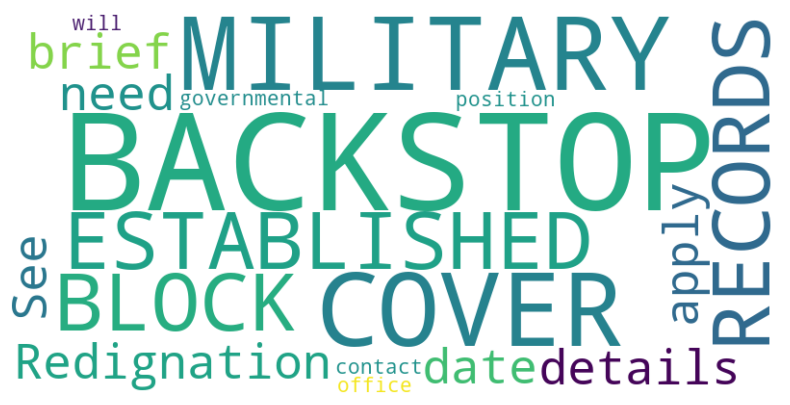 will
MILITARY
RECORDS
brief
need
governmental
position
BACKSTOP
apply
ESTABLISHED
See
BLOCK
COVER
Redignation
contact
date
details
office